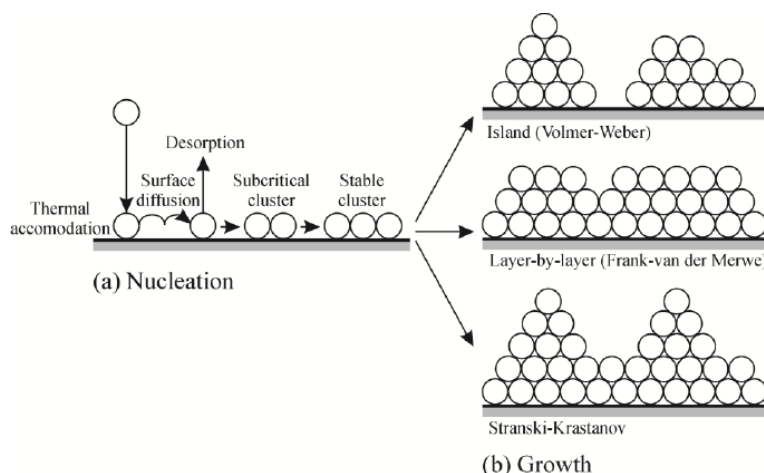 Desorption
Surface
diffusion
Thermal
accomodation
Subcritical
cluster
Stable
cluster
(a) Nucleation
Island (Volmer-Weber)
Layer-by-layer (Frank-van der Merwe)
Stranski-Krastanov
(b) Growth